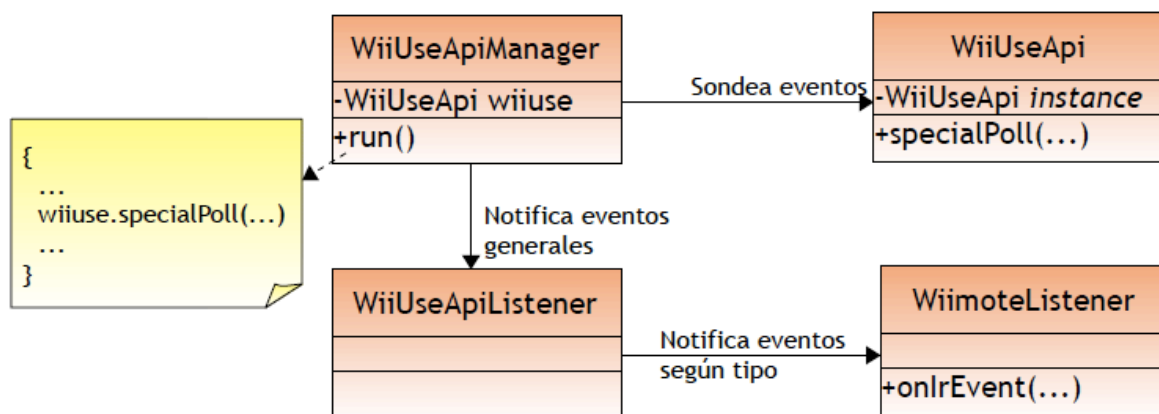 WiiUseApiManager
-WiiUseApi wiiuse
+run()
Sondea eventos
WiiUseApi
-WiiUseApi instance
+specialPoll(...)
{
...
wiiuse.specialPoll(...)
...
}
Notifica eventos
generales
WiiUseApiListener
Notifica eventos
según tipo
WiimoteListener
+onIrEvent(...)